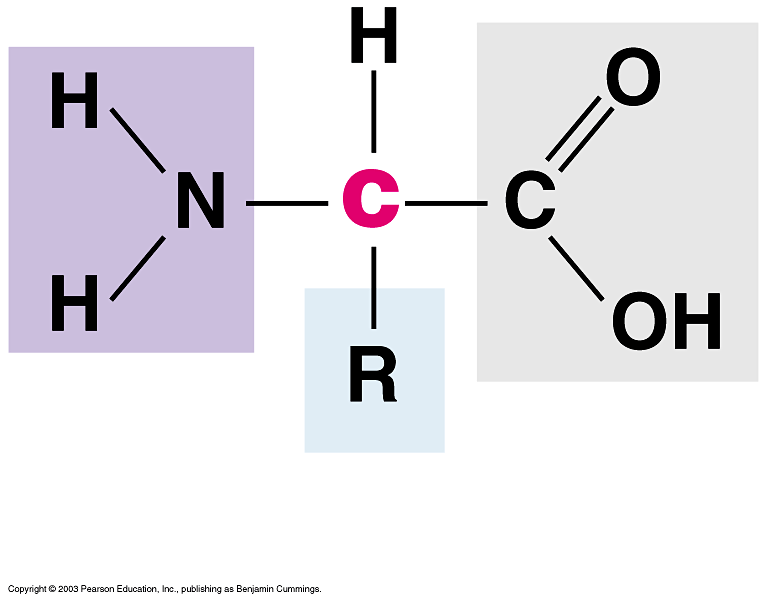 H
O
H
N
C
C
H
OH
R
Copyright © 2003 Pearson Education, Inc., publishing as Benjamin Cummings.